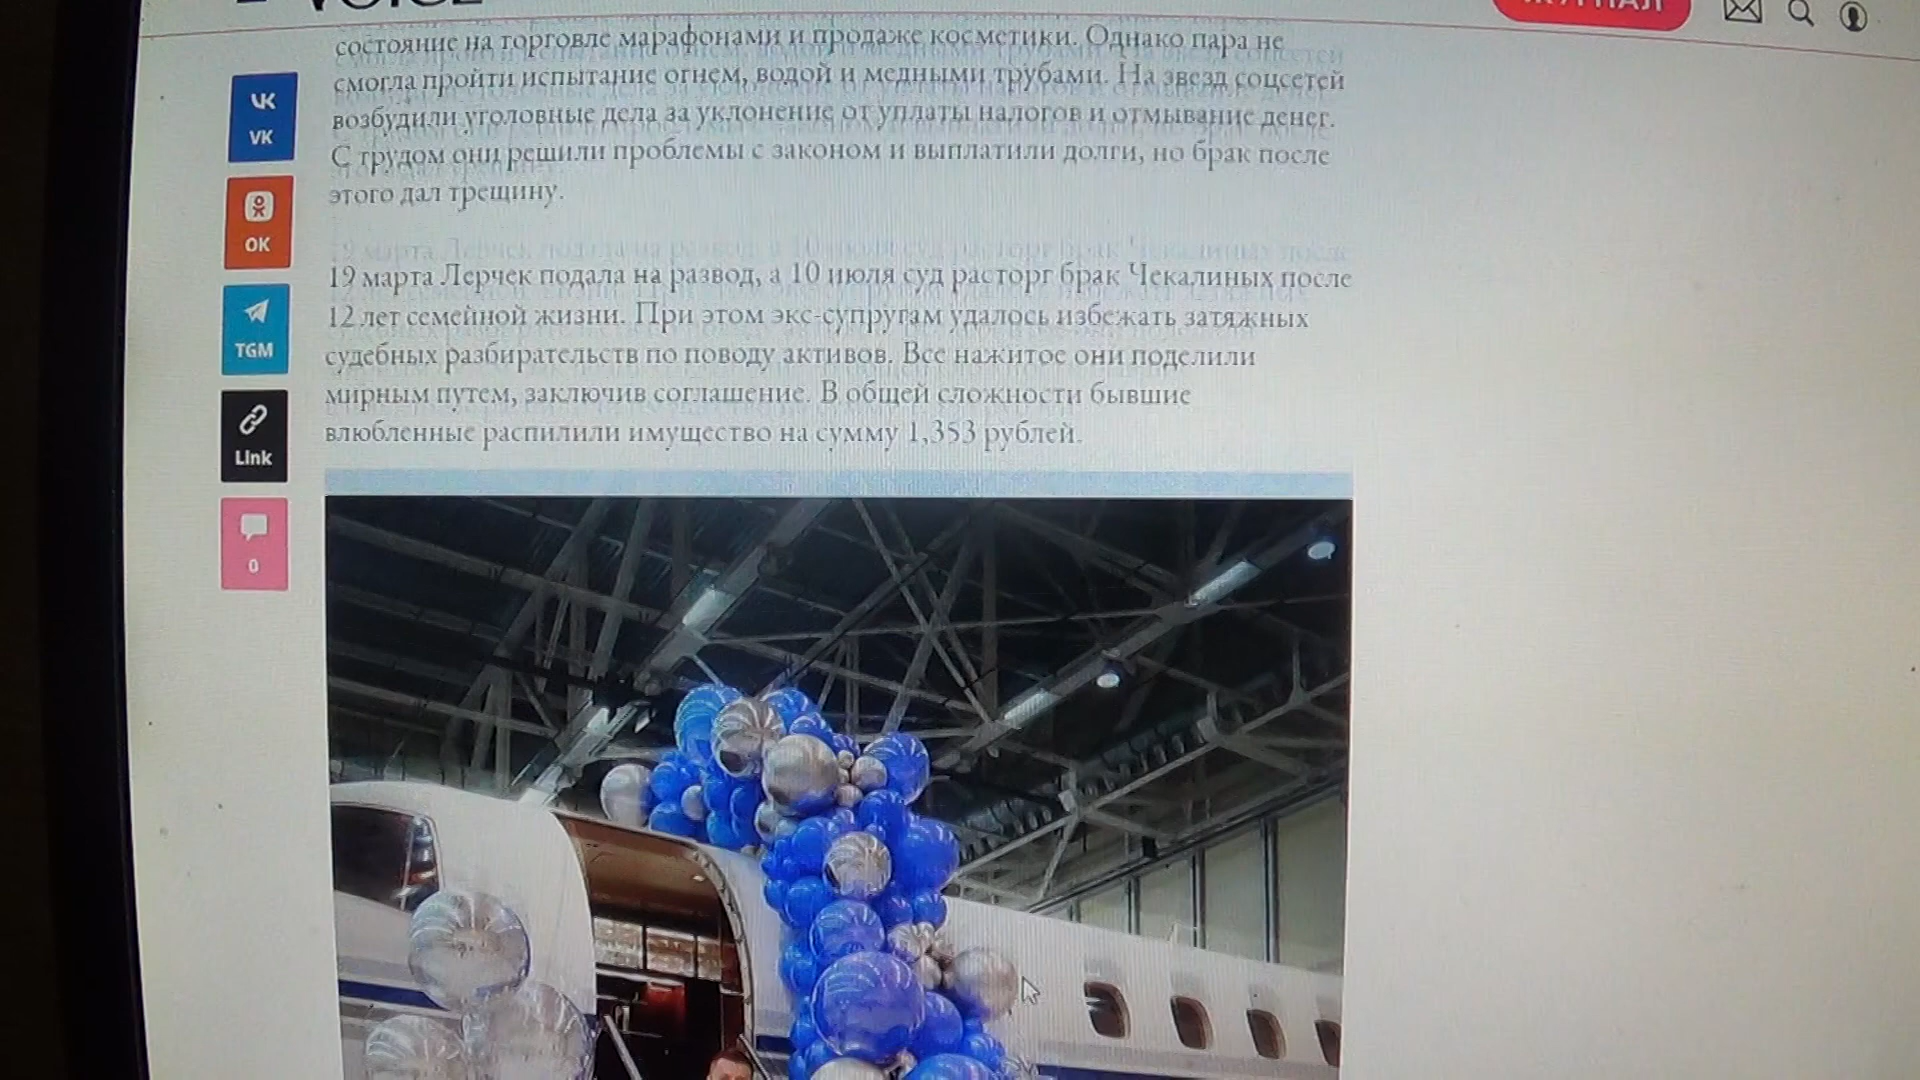 VOICE
ЖУРНАЛ
состояние на торговле марафонами и продаже косметики. Однако пара не
смогла пройти испытание огнем, водой и медными трубами. На звезд соцсетей
возбудили уголовные дела за уклонение от уплаты налогов и отмывание денег.
С трудом они решили проблемы с законом и выплатили долги, но брак после
этого дал трещину.
19 марта Лерчек подала на развод, а 10 июля суд расторг брак Чекалиных после
12 лет семейной жизни. При этом экс-супругам удалось избежать затяжных
судебных разбирательств по поводу активов. Все нажитое они поделили
мирным путем, заключив соглашение. В общей сложности бывшие
влюбленные распилили имущество на сумму 1,353 рублей.
VK
OK
TGM
Link
0